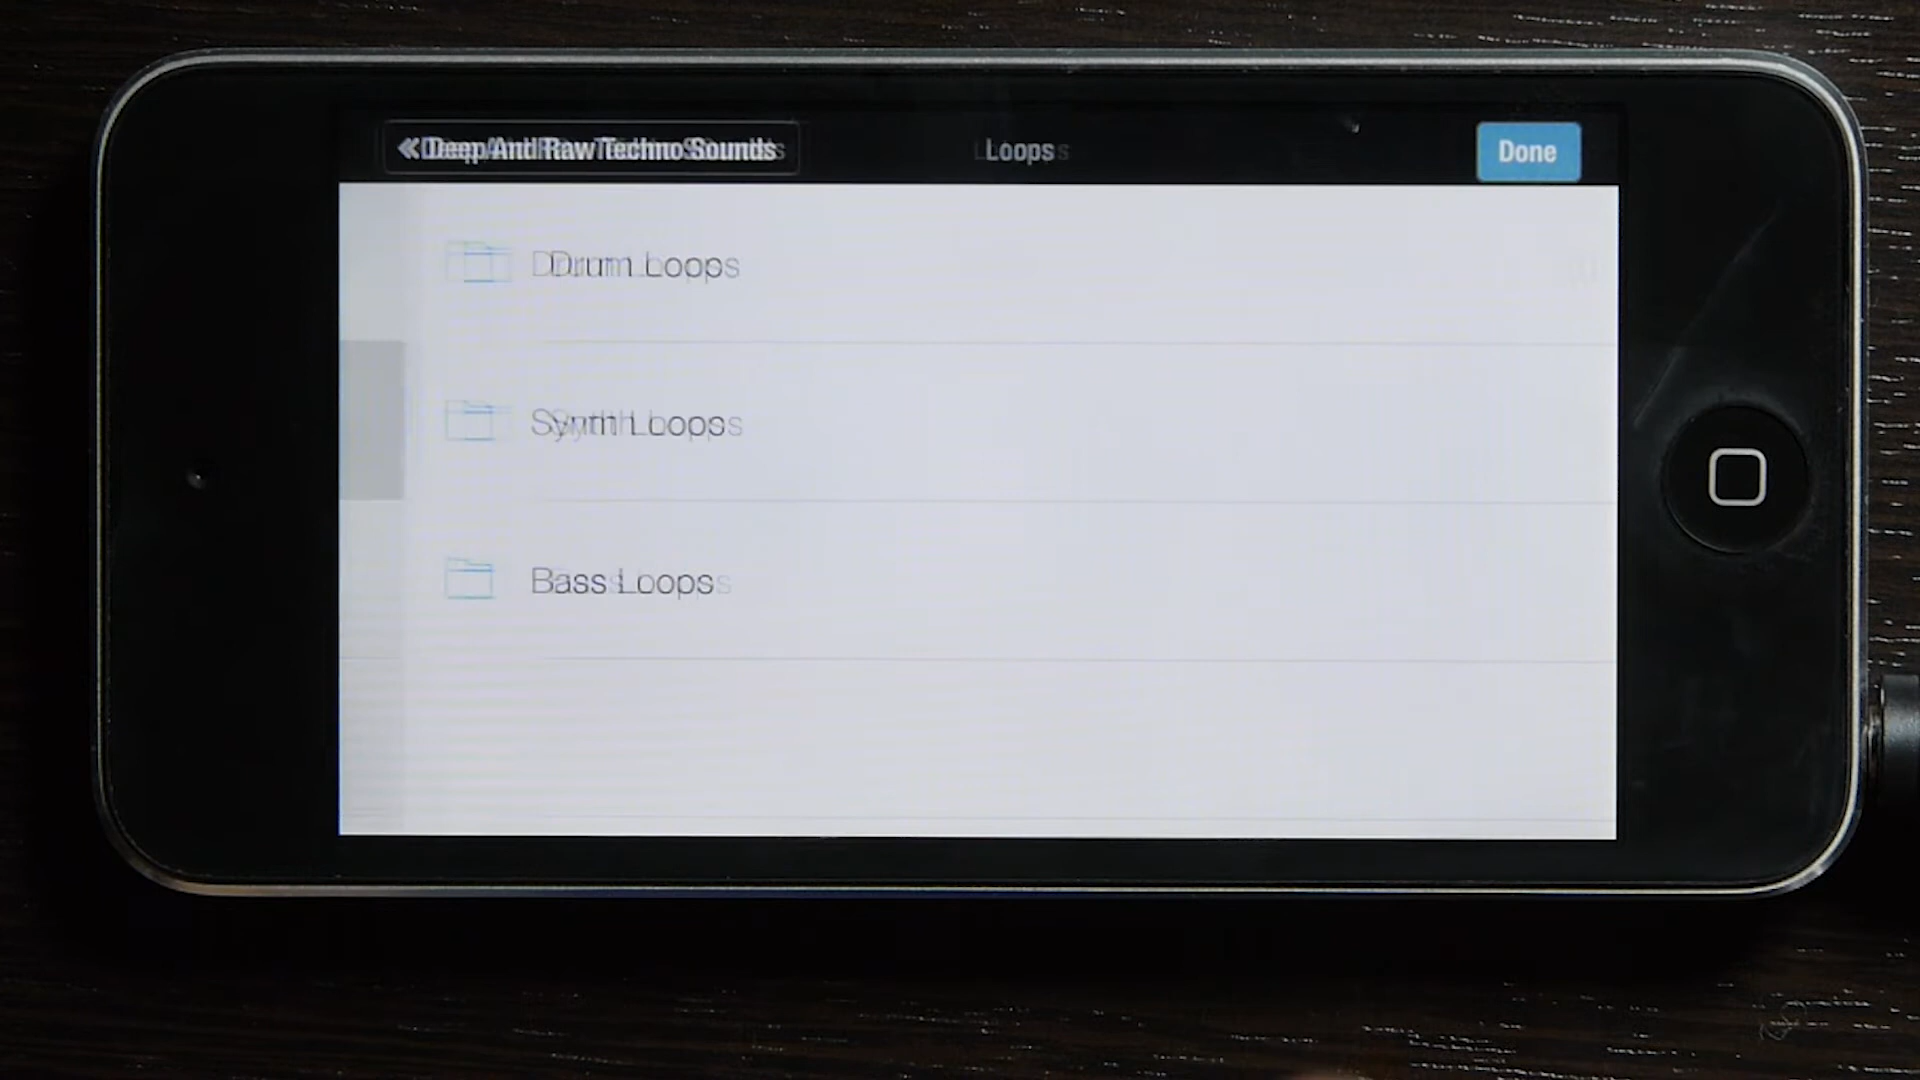 « Deep And Raw Techno Sounds
Loops
Done
Drum Loops
Synth Loops
Bass Loops